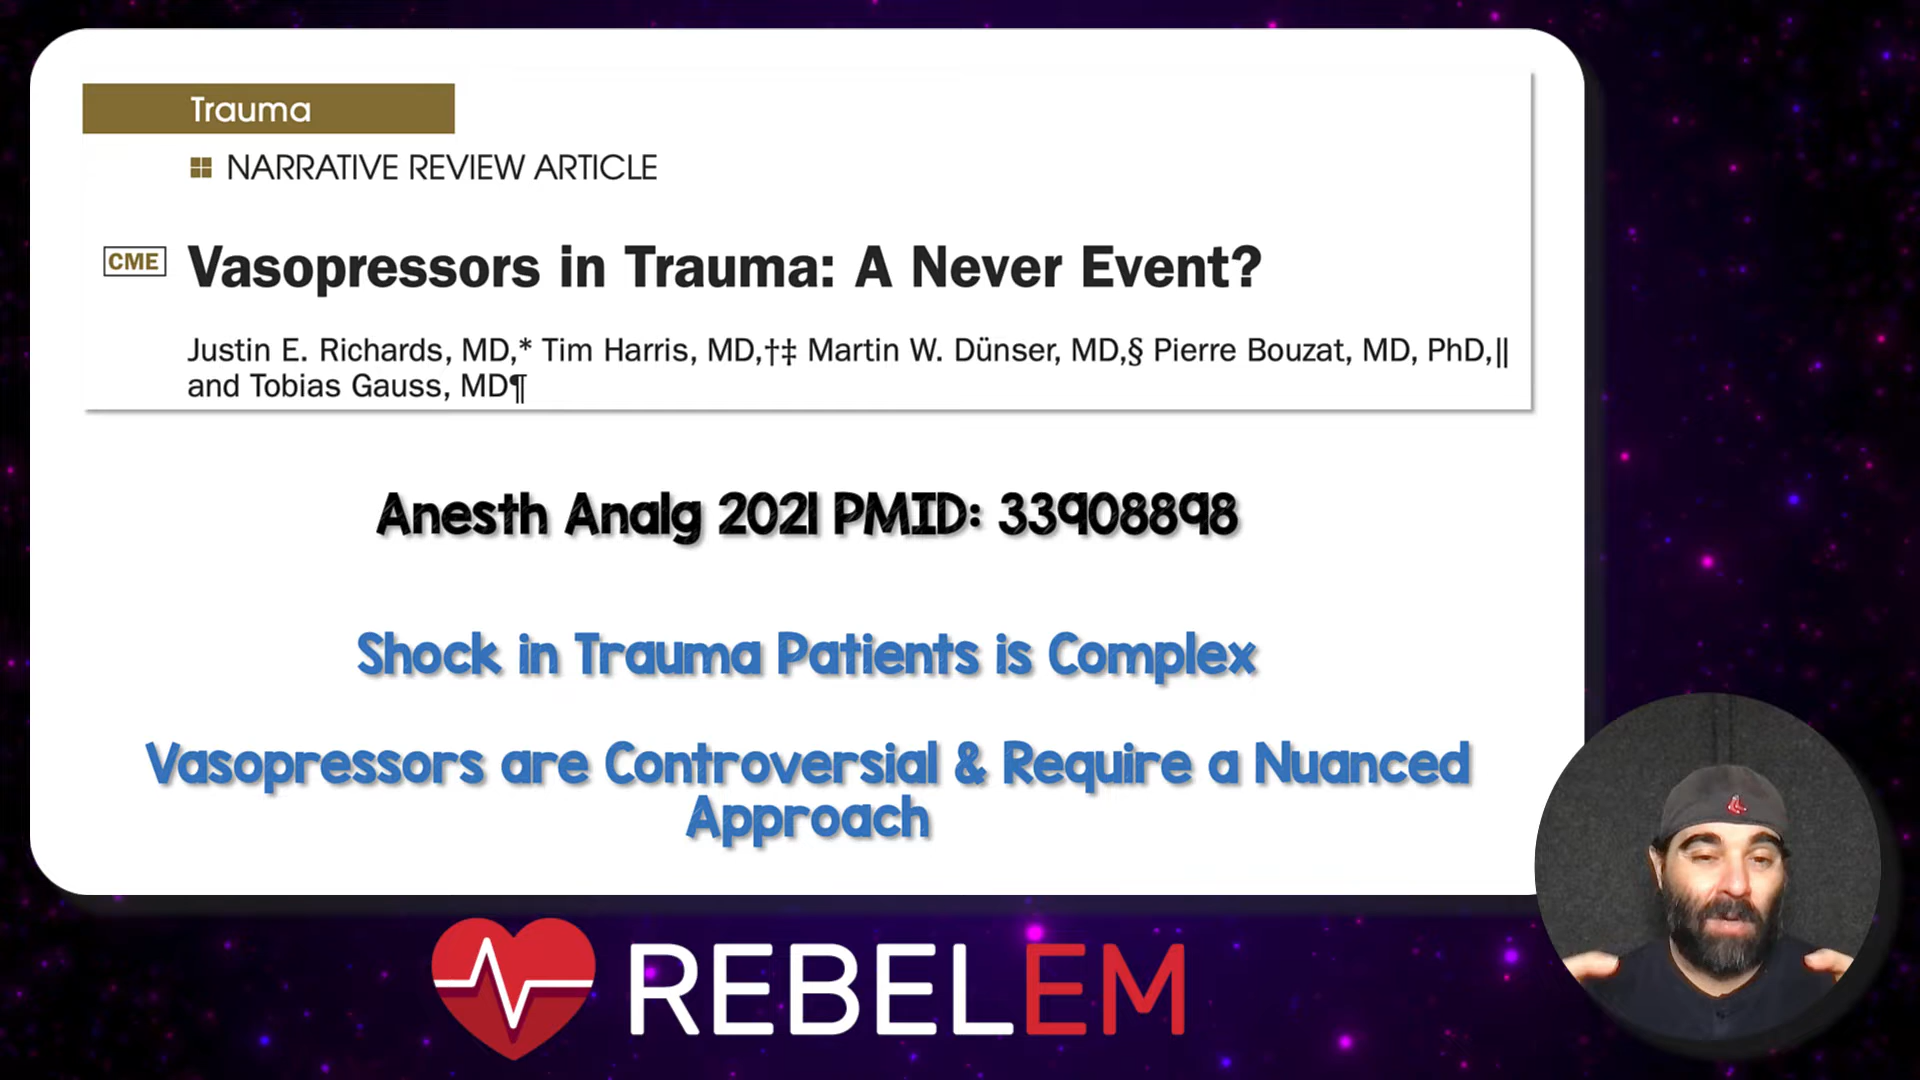 Trauma
NARRATIVE REVIEW ARTICLE
CME Vasopressors in Trauma: A Never Event?
Justin E. Richards, MD,* Tim Harris, MD,†‡ Martin W. Dünser, MD,§ Pierre Bouzat, MD, PhD,‖
and Tobias Gauss, MD¶
Anesth Analg 2021 PMID: 33908898
Shock in Trauma Patients is Complex
Vasopressors are Controversial & Require a Nuanced
Approach
REBELEM